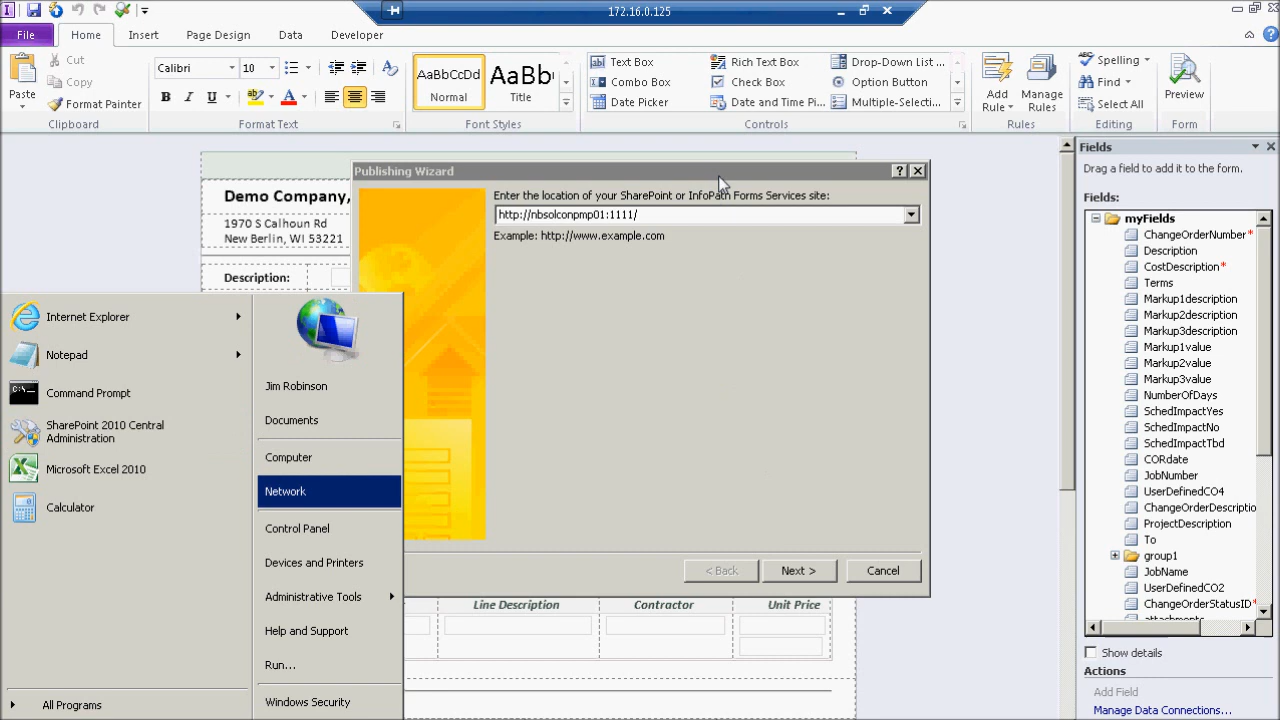 172.16.0.125
File
Home
Insert
Page Design
Data
Developer
Paste
Cut
Copy
Format Painter
Clipboard
Calibri
10
B
I
U
A
Format Text
AaBbCcDd
Normal
AaBb
Title
Font Styles
Text Box
Combo Box
Date Picker
Rich Text Box
Check Box
Date and Time Pi...
Drop-Down List ...
Option Button
Multiple-Selecti...
Controls
Add
Rule
Manage
Rules
Rules
Spelling
Find
Select All
Editing
Preview
Form
Demo Company,
1970 S Calhoun Rd
New Berlin, WI 53221
Description:
Publishing Wizard
Enter the location of your SharePoint or InfoPath Forms Services site:
http://nbsolconpmp01:1111/
Example: http://www.example.com
< Back
Next >
Cancel
Line Description
Contractor
Unit Price
Internet Explorer
Notepad
Command Prompt
SharePoint 2010 Central
Administration
Microsoft Excel 2010
Calculator
All Programs
Jim Robinson
Documents
Computer
Network
Control Panel
Devices and Printers
Administrative Tools
Help and Support
Run...
Windows Security
Fields
Drag a field to add it to the form.
Fields:
myFields
ChangeOrderNumber*
Description
CostDescription*
Terms
Markup1description
Markup2description
Markup3description
Markup1value
Markup2value
Markup3value
NumberOfDays
SchedImpactYes
SchedImpactNo
SchedImpactTbd
CORdate
JobNumber
UserDefinedCO4
ChangeOrderDescriptio
ProjectDescription
To
group1
JobName
UserDefinedCO2
ChangeOrderStatusID*
attachments
Show details
Actions
Add Field
Manage Data Connections...